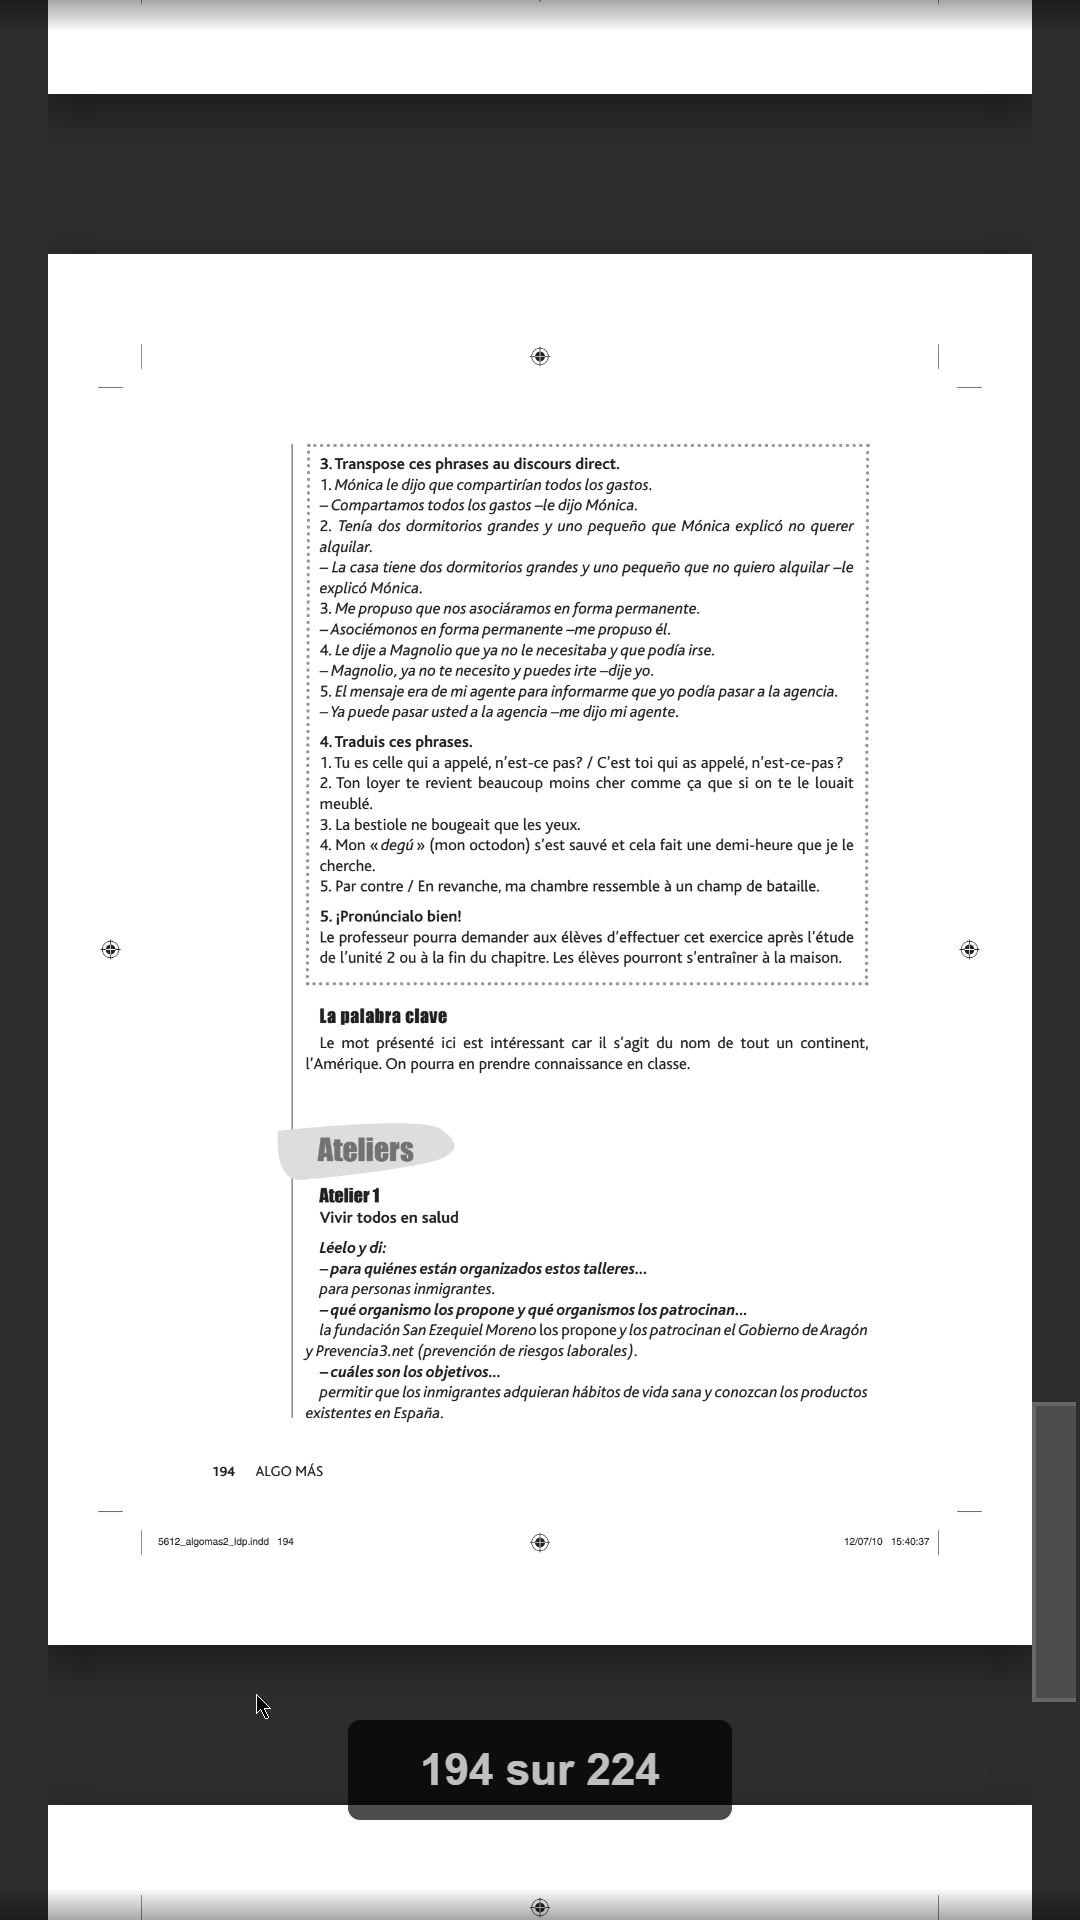 3. Transpose ces phrases au discours direct.
1. Mónica le dijo que compartirían todos los gastos.
– Compartamos todos los gastos –le dijo Mónica.
2. Tenía dos dormitorios grandes y uno pequeño que Mónica explicó no querer
alquilar.
– La casa tiene dos dormitorios grandes y uno pequeño que no quiero alquilar –le
explicó Mónica.
3. Me propuso que nos asociáramos en forma permanente.
– Asociémonos en forma permanente –me propuso él.
4. Le dije a Magnolio que ya no le necesitaba y que podía irse.
– Magnolio, ya no te necesito y puedes irte –dije yo.
5. El mensaje era de mi agente para informarme que yo podía pasar a la agencia.
– Ya puede pasar usted a la agencia –me dijo mi agente.
4. Traduis ces phrases.
1. Tu es celle qui a appelé, n'est-ce pas? / C'est toi qui as appelé, n'est-ce-pas ?
2. Ton loyer te revient beaucoup moins cher comme ça que si on te le louait
meublé.
3. La bestiole ne bougeait que les yeux.
4. Mon « degú » (mon octodon) s'est sauvé et cela fait une demi-heure que je le
cherche.
5. Par contre / En revanche, ma chambre ressemble à un champ de bataille.
5. ¡Pronúncialo bien!
Le professeur pourra demander aux élèves d'effectuer cet exercice après l'étude
de l'unité 2 ou à la fin du chapitre. Les élèves pourront s'entraîner à la maison.
La palabra clave
Le mot présenté ici est intéressant car il s'agit du nom de tout un continent,
l'Amérique. On pourra en prendre connaissance en classe.
Ateliers
Atelier 1
Vivir todos en salud
Léelo y di:
– para quiénes están organizados estos talleres...
para personas inmigrantes.
– qué organismo los propone y qué organismos los patrocinan...
la fundación San Ezequiel Moreno los propone y los patrocinan el Gobierno de Aragón
y Prevencia3.net (prevención de riesgos laborales).
– cuáles son los objetivos...
permitir que los inmigrantes adquieran hábitos de vida sana y conozcan los productos
existentes en España.
194 ALGO MÁS
5612_algomas2_ldp.indd 194 12/07/10 15:40:37
194 sur 224